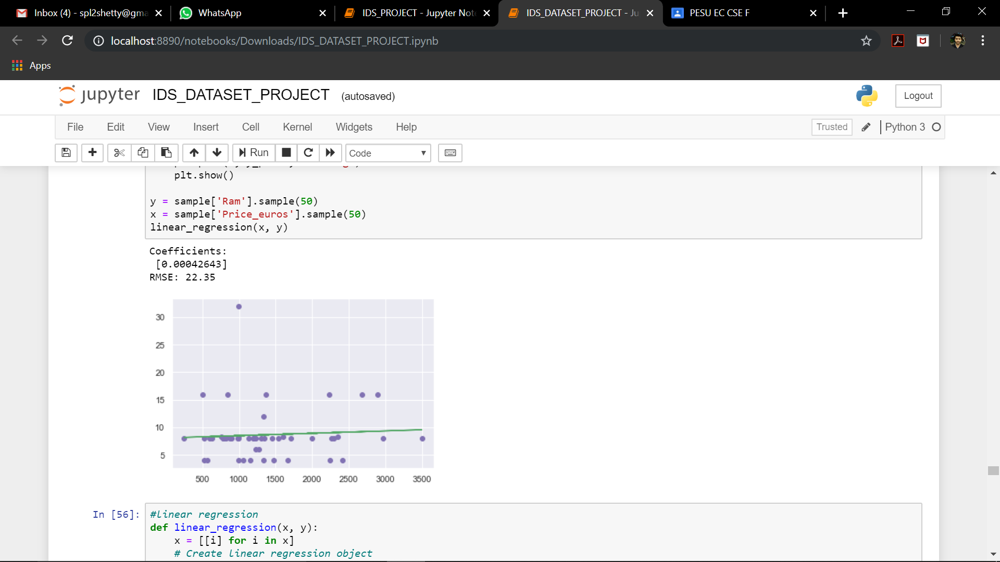 Inbox (4) - spl2shetty@gma
WhatsApp
IDS_PROJECT - Jupyter Not
IDS_DATASET_PROJECT - Ju
PESU EC CSE F
localhost:8890/notebooks/Downloads/IDS_DATASET_PROJECT.ipynb
Apps
jupyter IDS_DATASET_PROJECT (autosaved)
Logout
File Edit View Insert Cell Kernel Widgets Help
Trusted Python 3
Run Code
plt.show()
y = sample['Ram'].sample(50)
x = sample['Price_euros'].sample(50)
linear_regression(x, y)
Coefficients:
[0.00042643]
RMSE: 22.35
30
25
20
15
10
5
500 1000 1500 2000 2500 3000 3500
In [56]: #linear regression
def linear_regression(x, y):
x = [[i] for i in x]
# Create linear regression object